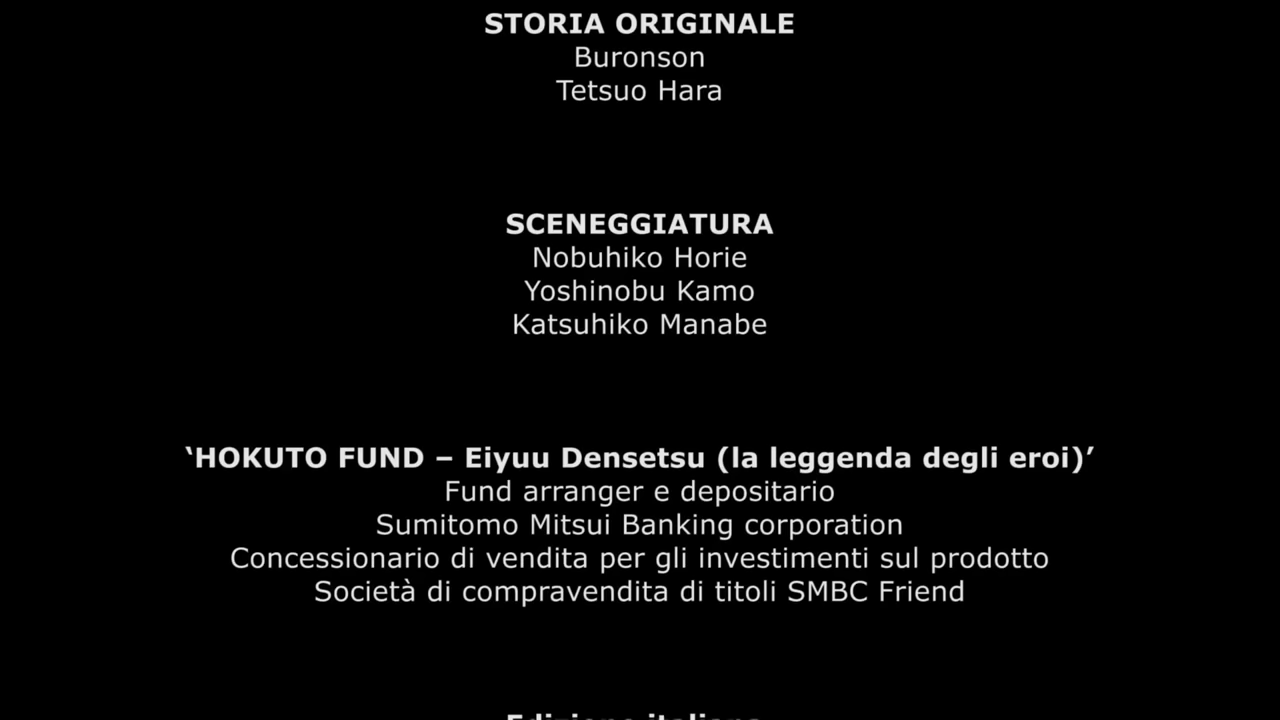 STORIA ORIGINALE
Buronson
Tetsuo Hara
SCENEGGIATURA
Nobuhiko Horie
Yoshinobu Kamo
Katsuhiko Manabe
‘HOKUTO FUND – Eiyuu Densetsu (la leggenda degli eroi)’
Fund arranger e depositario
Sumitomo Mitsui Banking corporation
Concessionario di vendita per gli investimenti sul prodotto
Società di compravendita di titoli SMBC Friend
Edizione italiana